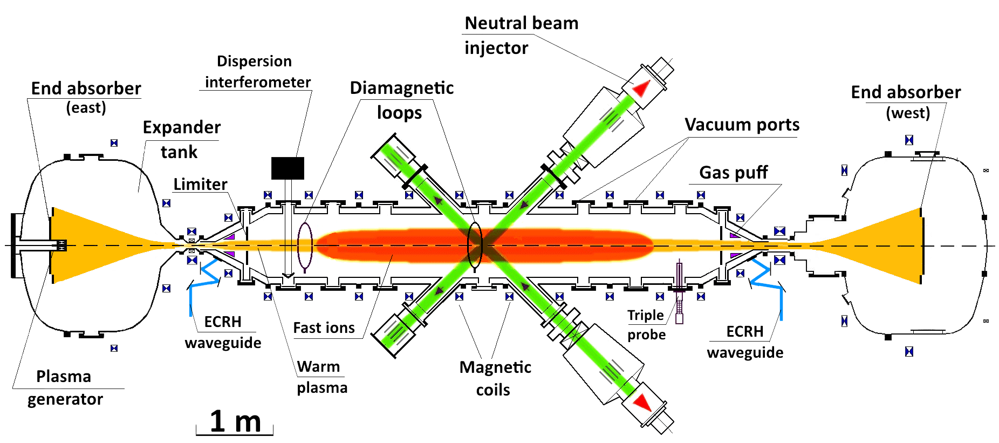 Neutral beam
injector
Dispersion
interferometer
End absorber
(east)
Diamagnetic
loops
End absorber
(west)
Expander
tank
Vacuum ports
Limiter
Gas puff
ECRH
waveguide
Fast ions
Triple
probe
ECRH
waveguide
Warm
plasma
Magnetic
coils
Plasma
generator
1 m